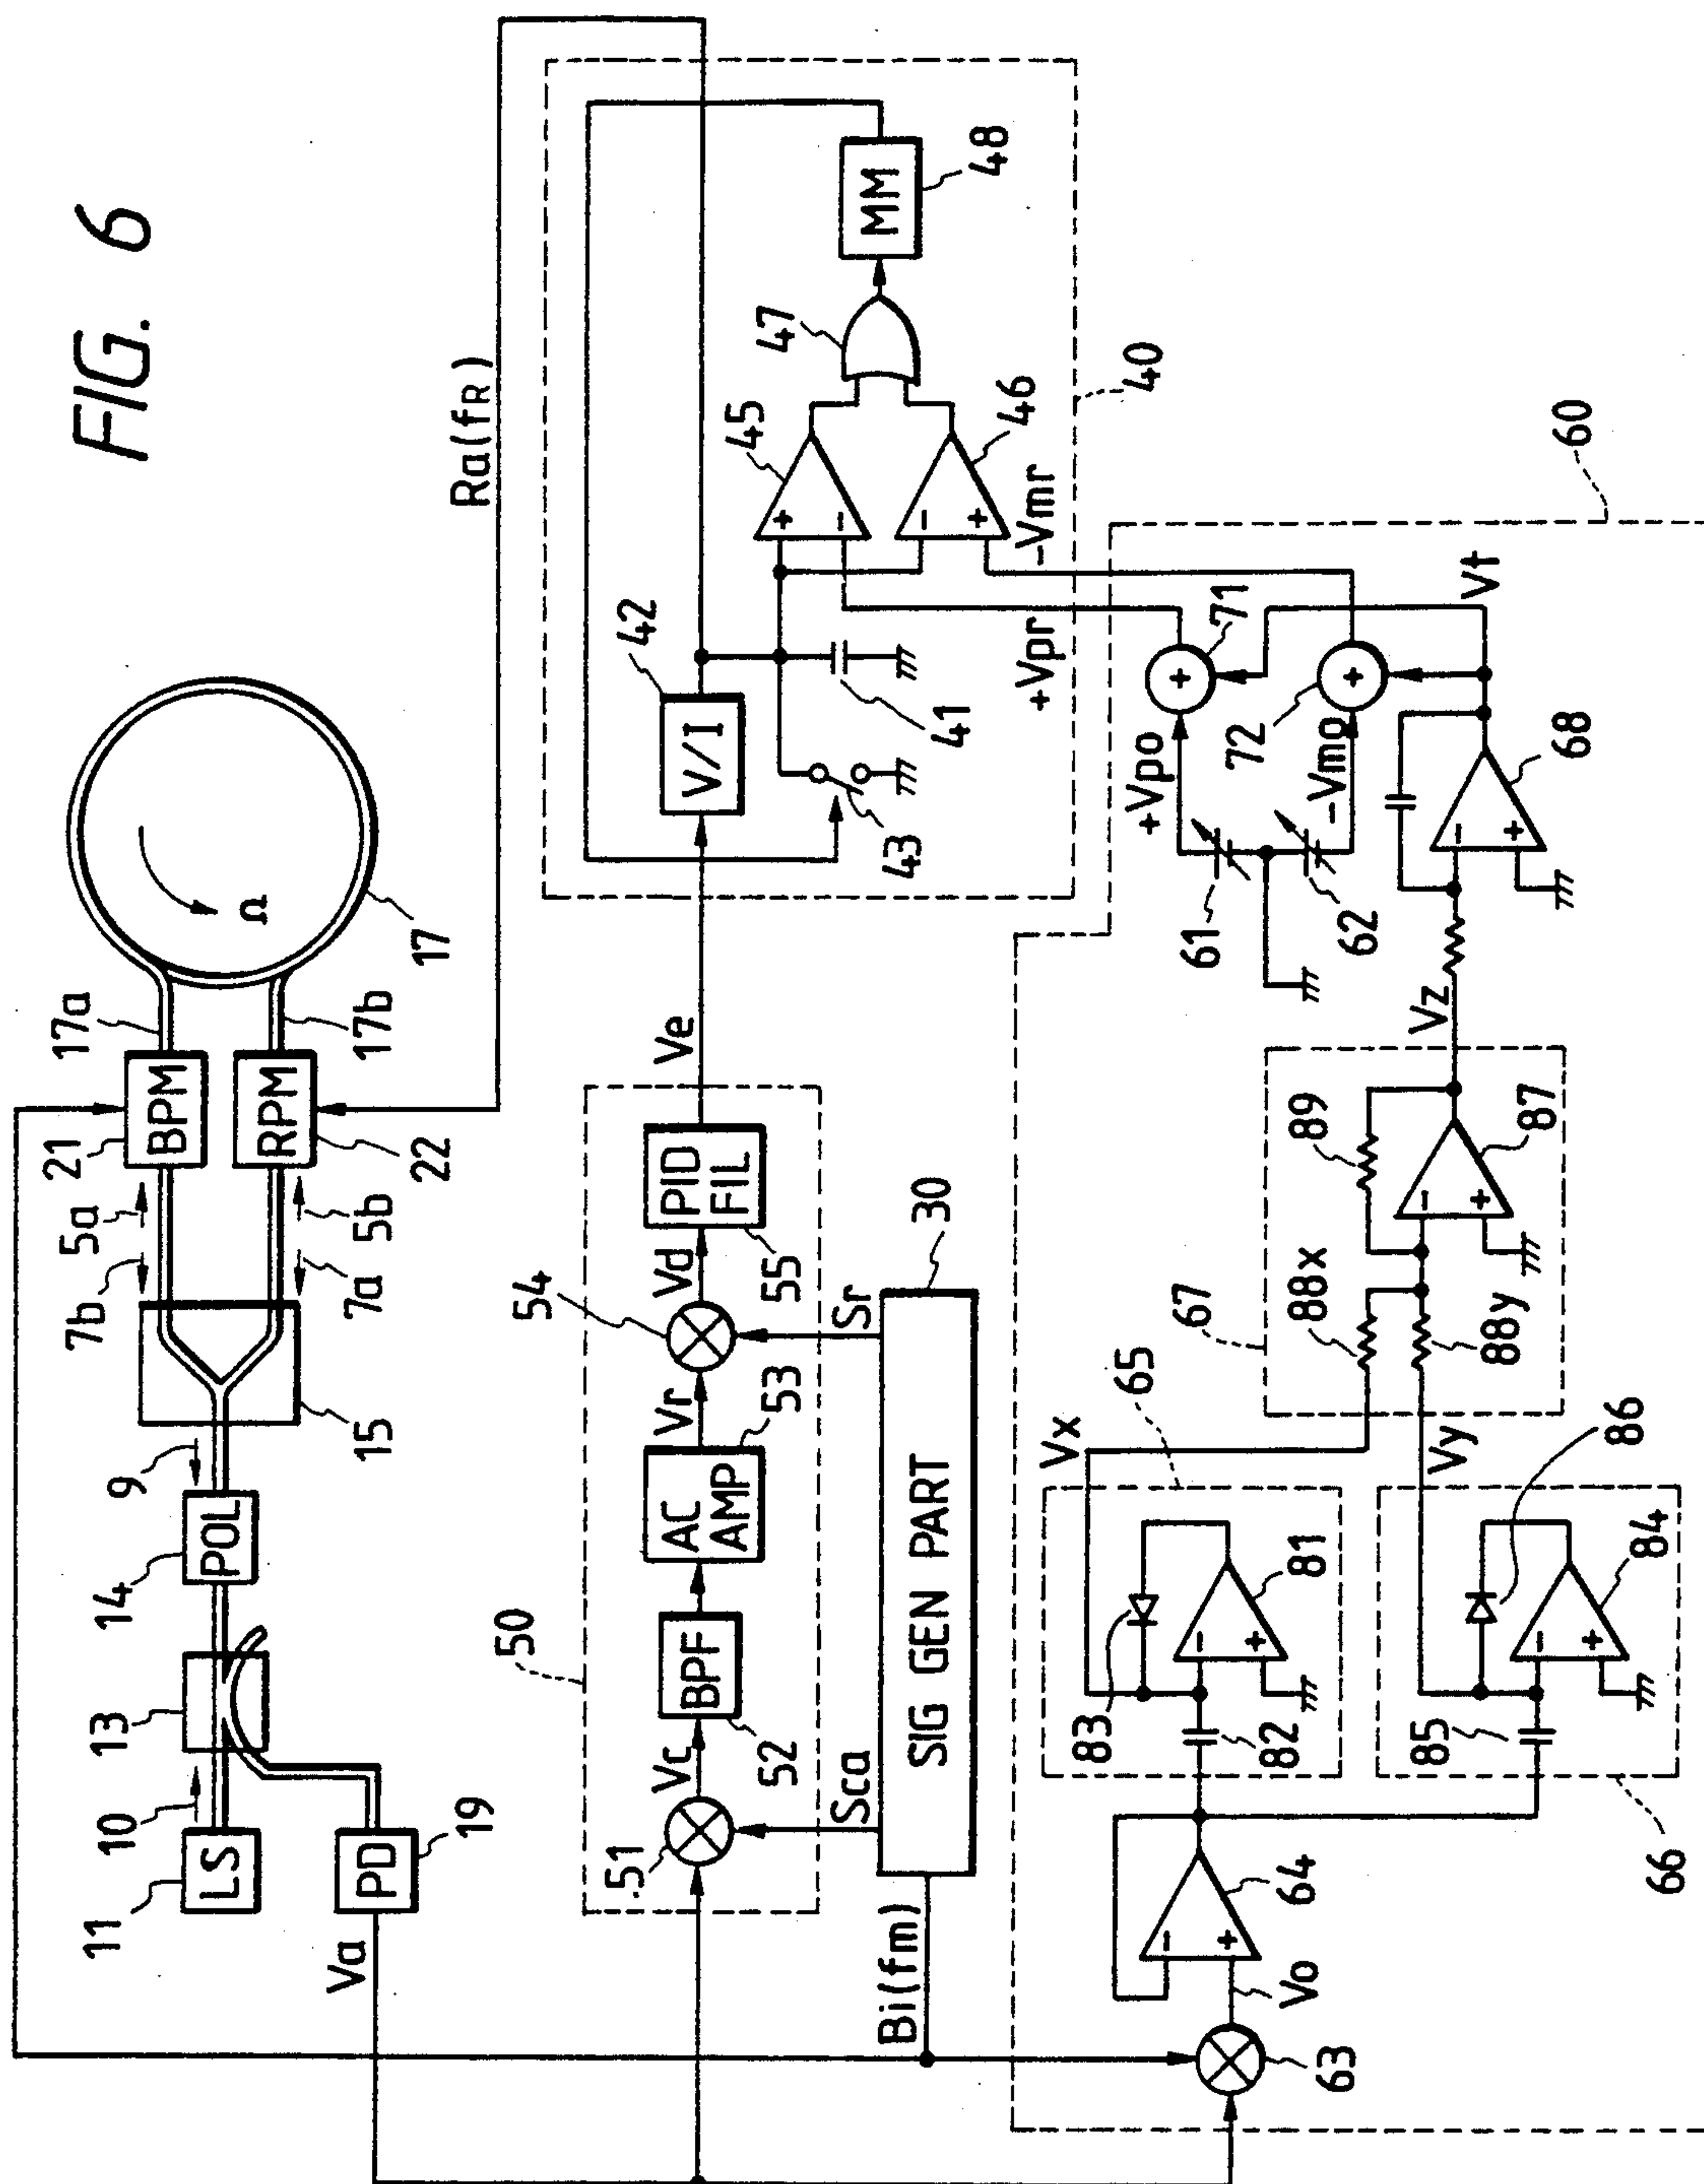 FIG. 6
11
LS
10
13
14
POL
9
15
7b
5a
7a
5b
21
BPM
RPM
22
17a
17b
Ω
17
PD
19
Va
Ra(fR)
50
51
Vc
BPF
52
AC
AMP
53
Vr
54
Vd
PID
FIL
55
Ve
Sca
Sr
SIG GEN PART
30
Bi(fm)
V/I
42
41
43
45
+
-
46
-
+
47
MM
48
40
+Vpr
-Vmr
60
63
Vo
64
-
+
65
Vx
83
82
81
-
+
66
Vy
86
85
84
-
+
67
88x
88y
89
87
-
+
Vz
68
-
+
Vt
61
62
+Vpo
-Vmo
71
+
72
+